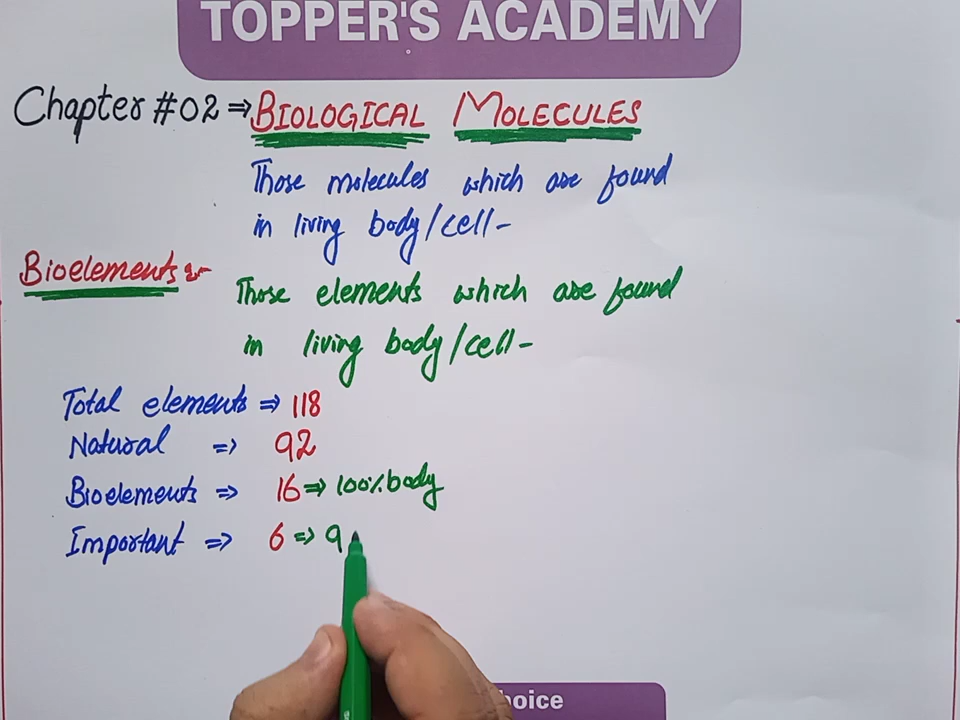 TOPPER'S ACADEMY
Chapter #02 ⇒ BIOLOGICAL MOLECULES
Those molecules which are found
in living body/cell-
Bioelements:-
Those elements which are found
in living body/cell-
Total elements ⇒ 118
Natural ⇒ 92
Bioelements ⇒ 16 ⇒ 100% body
Important ⇒ 6 ⇒ 9